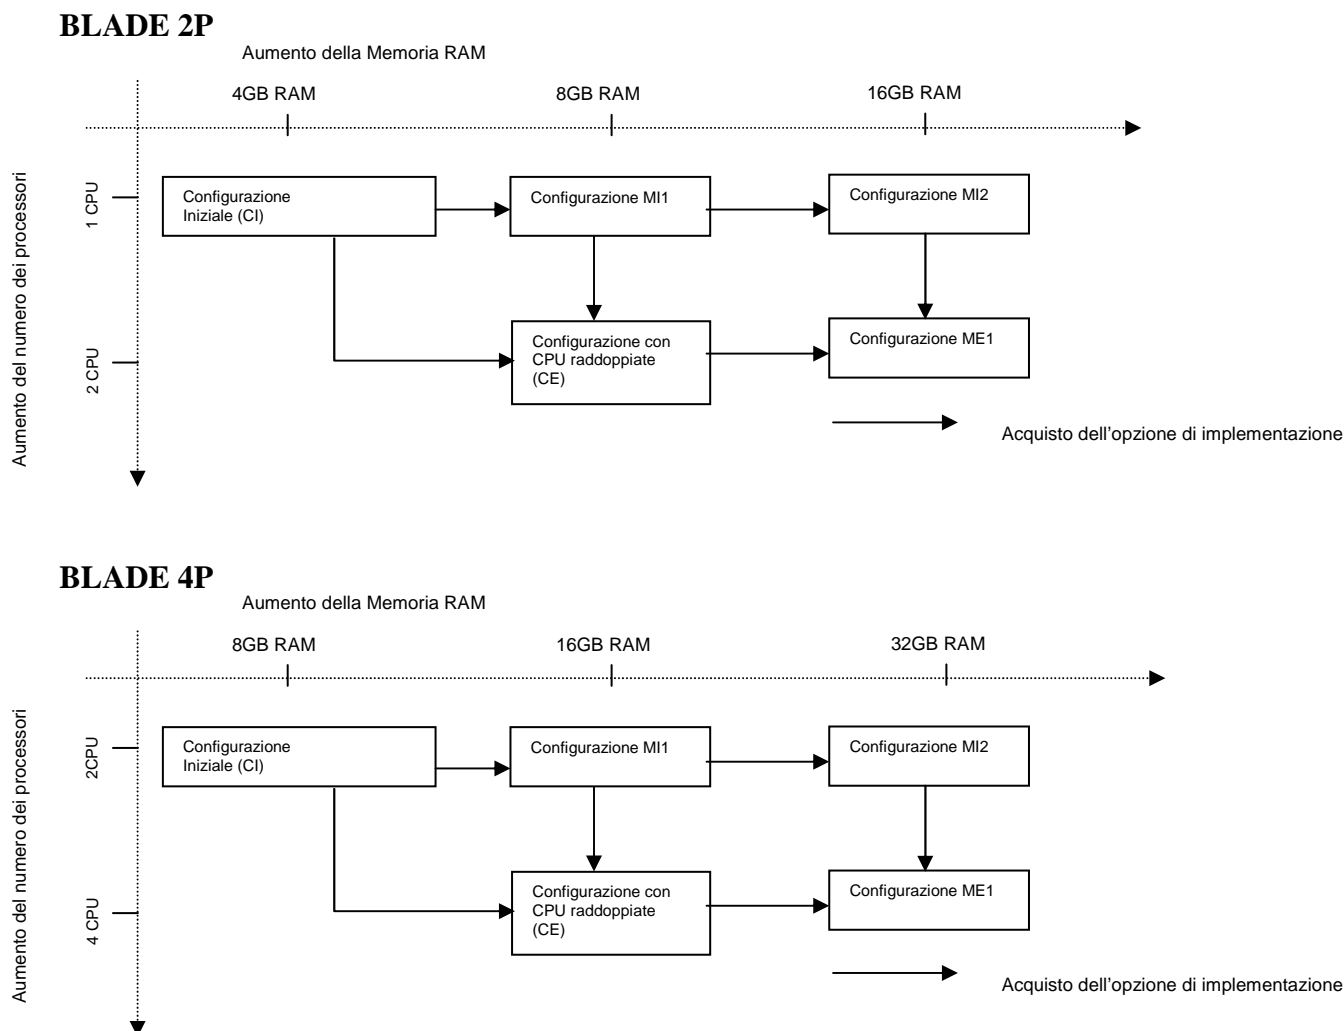 BLADE 2P
Aumento della Memoria RAM
4GB RAM
8GB RAM
16GB RAM
Aumento del numero dei processori
1 CPU
2 CPU
Configurazione
Iniziale (CI)
Configurazione MI1
Configurazione MI2
Configurazione con
CPU raddoppiate
(CE)
Configurazione ME1
Acquisto dell'opzione di implementazione
BLADE 4P
Aumento della Memoria RAM
8GB RAM
16GB RAM
32GB RAM
Aumento del numero dei processori
2CPU
4 CPU
Configurazione
Iniziale (CI)
Configurazione MI1
Configurazione MI2
Configurazione con
CPU raddoppiate
(CE)
Configurazione ME1
Acquisto dell'opzione di implementazione